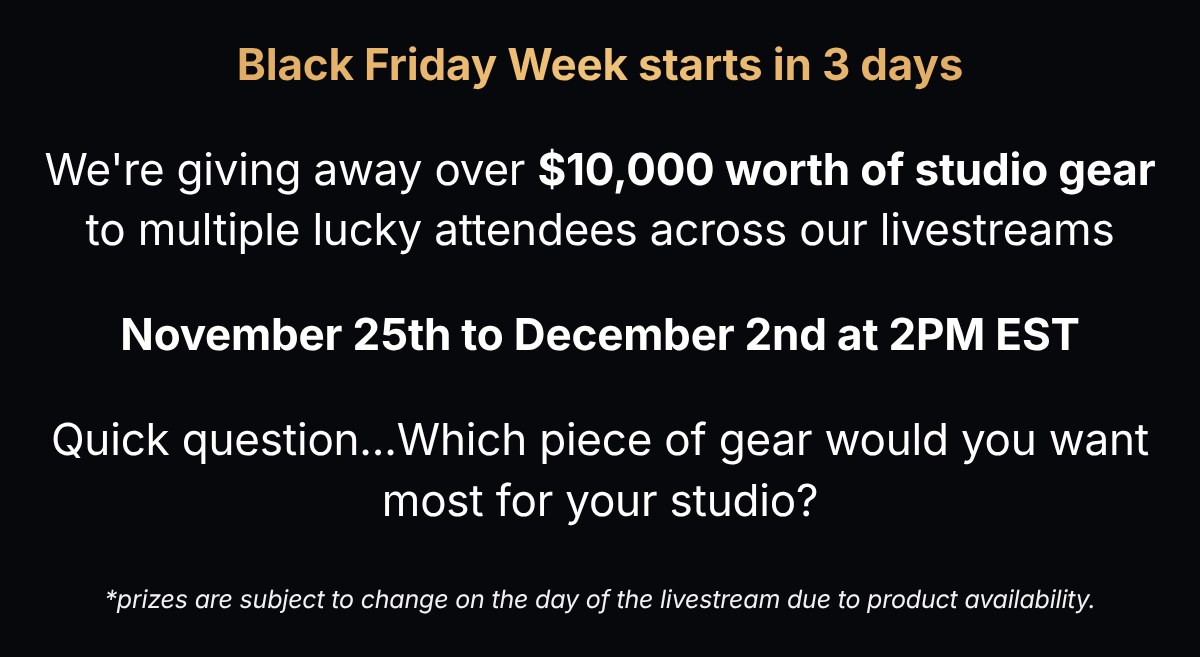 Black Friday Week starts in 3 days
We're giving away over $10,000 worth of studio gear
to multiple lucky attendees across our livestreams
November 25th to December 2nd at 2PM EST
Quick question...Which piece of gear would you want
most for your studio?
*prizes are subject to change on the day of the livestream due to product availability.